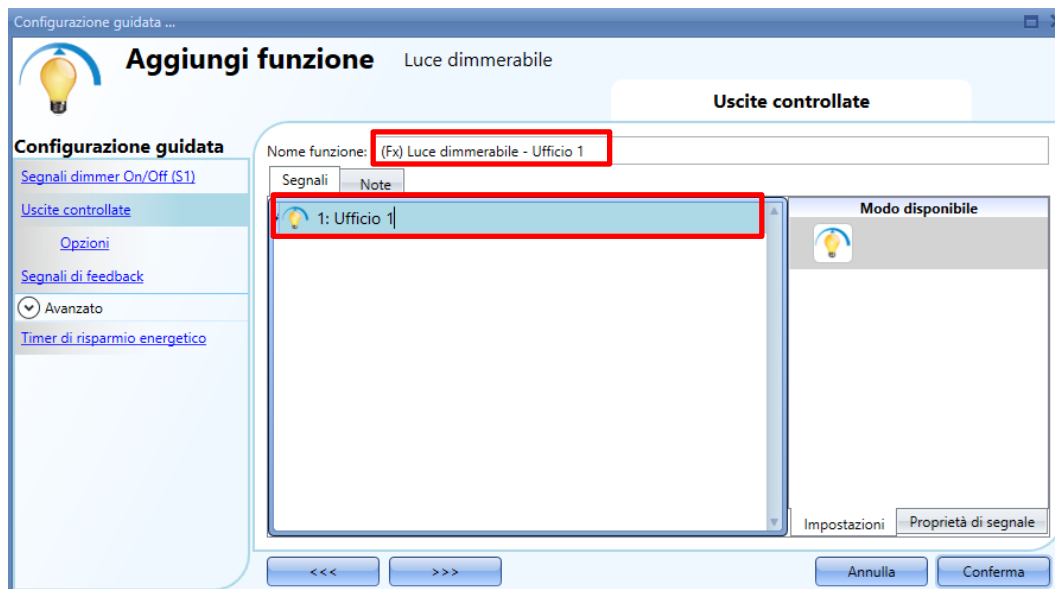 Configurazione guidata ...
Aggiungi funzione Luce dimmerabile
Uscite controllate
Configurazione guidata
Segnali dimmer On/Off (S1)
Uscite controllate
Opzioni
Segnali di feedback
Avanzato
Timer di risparmio energetico
Nome funzione: (Fx) Luce dimmerabile - Ufficio 1
Segnali Note
1: Ufficio 1
Modo disponibile
Impostazioni Proprietà di segnale
<<< >>> Annulla Conferma